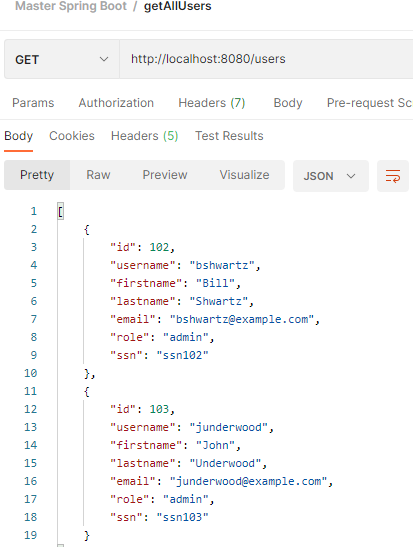 Master Spring Boot / getAllUsers
GET http://localhost:8080/users
Params Authorization Headers (7) Body Pre-request Sc
Body Cookies Headers (5) Test Results
Pretty Raw Preview Visualize JSON
1 [
2 {
3 "id": 102,
4 "username": "bshwartz",
5 "firstname": "Bill",
6 "lastname": "Shwartz",
7 "email": "bshwartz@example.com",
8 "role": "admin",
9 "ssn": "ssn102"
10 },
11 {
12 "id": 103,
13 "username": "junderwood",
14 "firstname": "John",
15 "lastname": "Underwood",
16 "email": "junderwood@example.com",
17 "role": "admin",
18 "ssn": "ssn103"
19 }